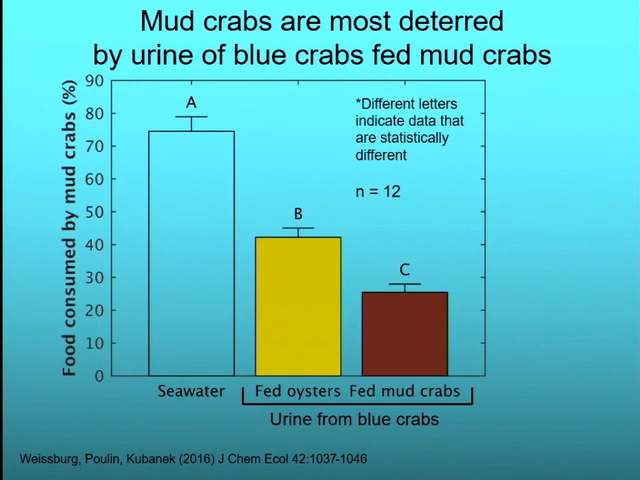 Mud crabs are most deterred
by urine of blue crabs fed mud crabs
Food consumed by mud crabs (%)
90
80
70
60
50
40
30
20
10
0
A
B
C
*Different letters
indicate data that
are statistically
different
n = 12
Seawater
Fed oysters
Fed mud crabs
Urine from blue crabs
Weissburg, Poulin, Kubanek (2016) J Chem Ecol 42:1037-1046